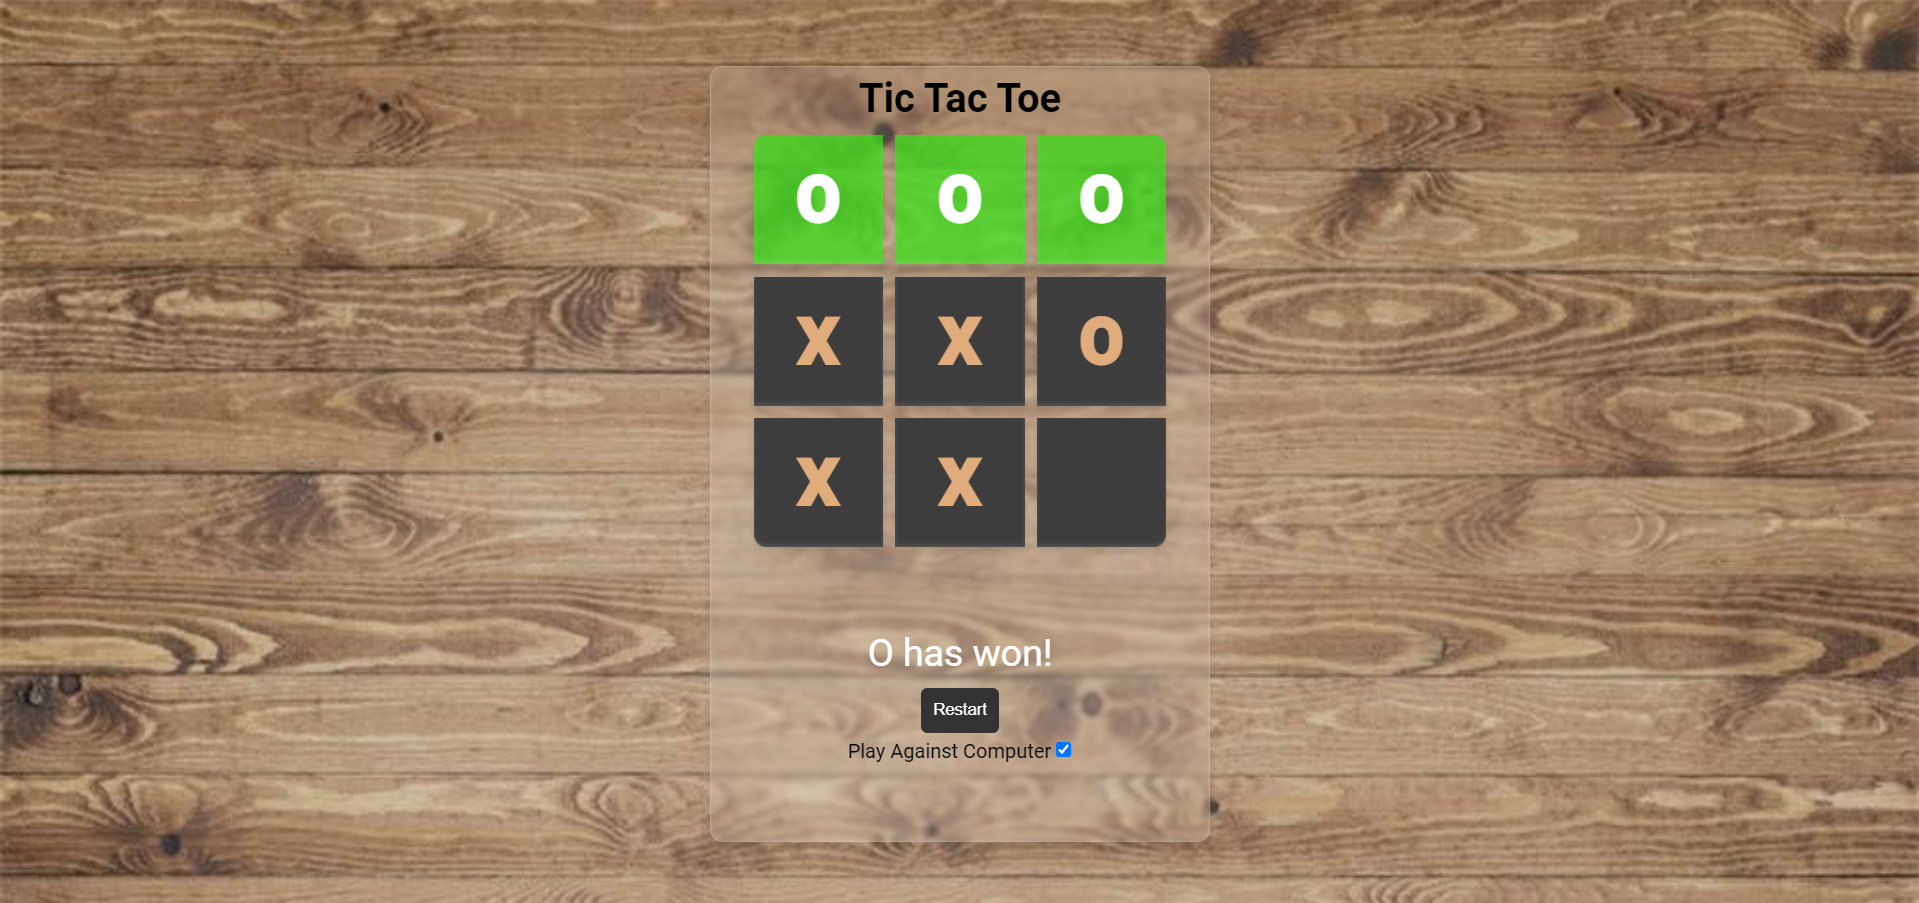 Tic Tac Toe
O O O
X X O
X X
O has won!
Restart
Play Against Computer